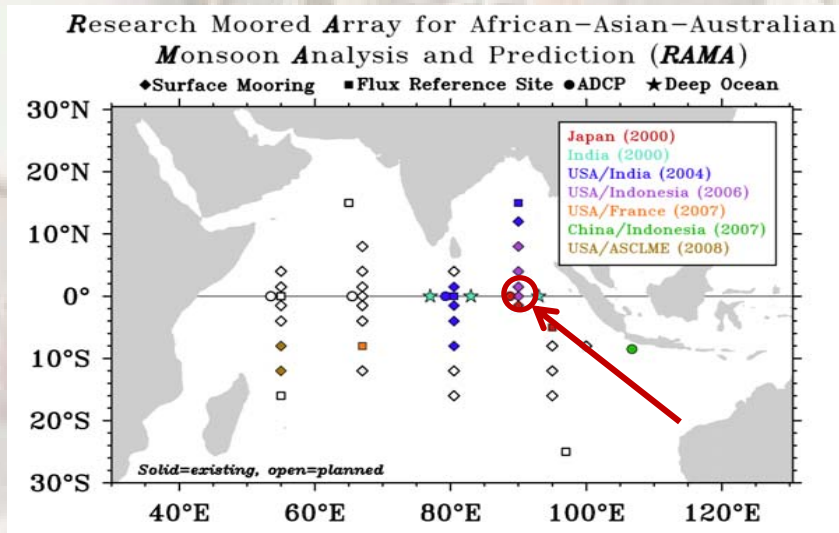 Research Moored Array for African−Asian−Australian
Monsoon Analysis and Prediction (RAMA)
Surface Mooring Flux Reference Site ADCP Deep Ocean
30°N
20°N
10°N
0°
10°S
20°S
30°S
Japan (2000)
India (2000)
USA/India (2004)
USA/Indonesia (2006)
USA/France (2007)
China/Indonesia (2007)
USA/ASCLME (2008)
Solid=existing, open=planned
40°E 60°E 80°E 100°E 120°E